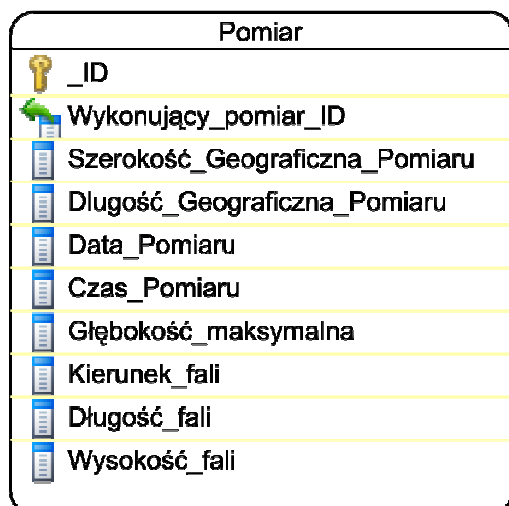 Pomiar
_ID
Wykonujący_pomiar_ID
Szerokość_Geograficzna_Pomiaru
Dlugość_Geograficzna_Pomiaru
Data_Pomiaru
Czas_Pomiaru
Głębokość_maksymalna
Kierunek_fali
Długość_fali
Wysokość_fali